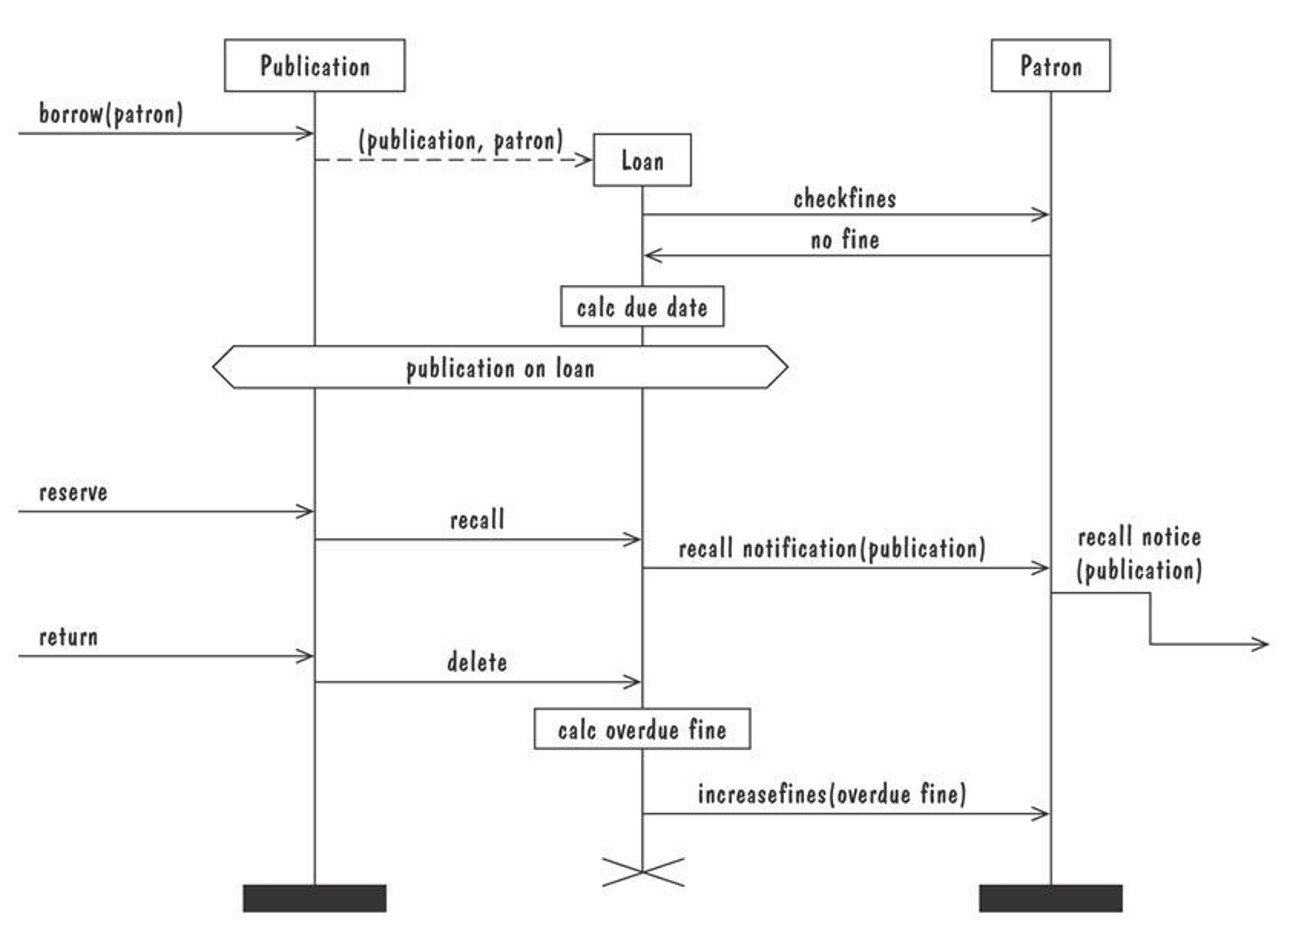 Publication
Patron
borrow(patron)
(publication, patron)
Loan
checkfines
no fine
calc due date
publication on loan
reserve
recall
recall notification(publication)
recall notice
(publication)
return
delete
calc overdue fine
increasefines(overdue fine)